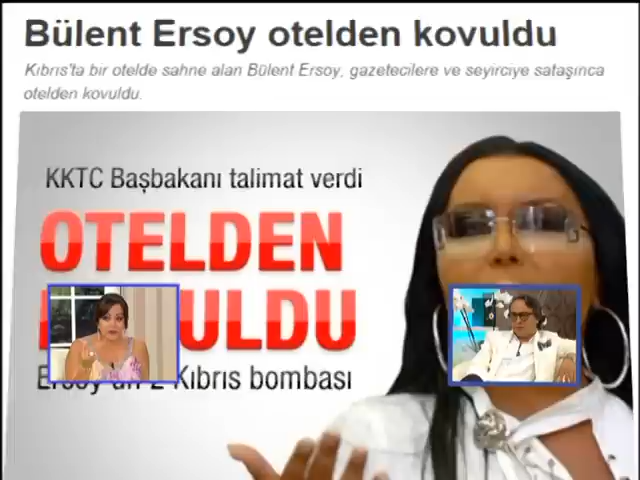 Bülent Ersoy otelden kovuldu
Kıbrıs'ta bir otelde sahne alan Bülent Ersoy, gazetecilere ve seyirciye sataşınca
otelden kovuldu.
KKTC Başbakanı talimat verdi
OTELDEN
ULDU
Kıbrıs bombası